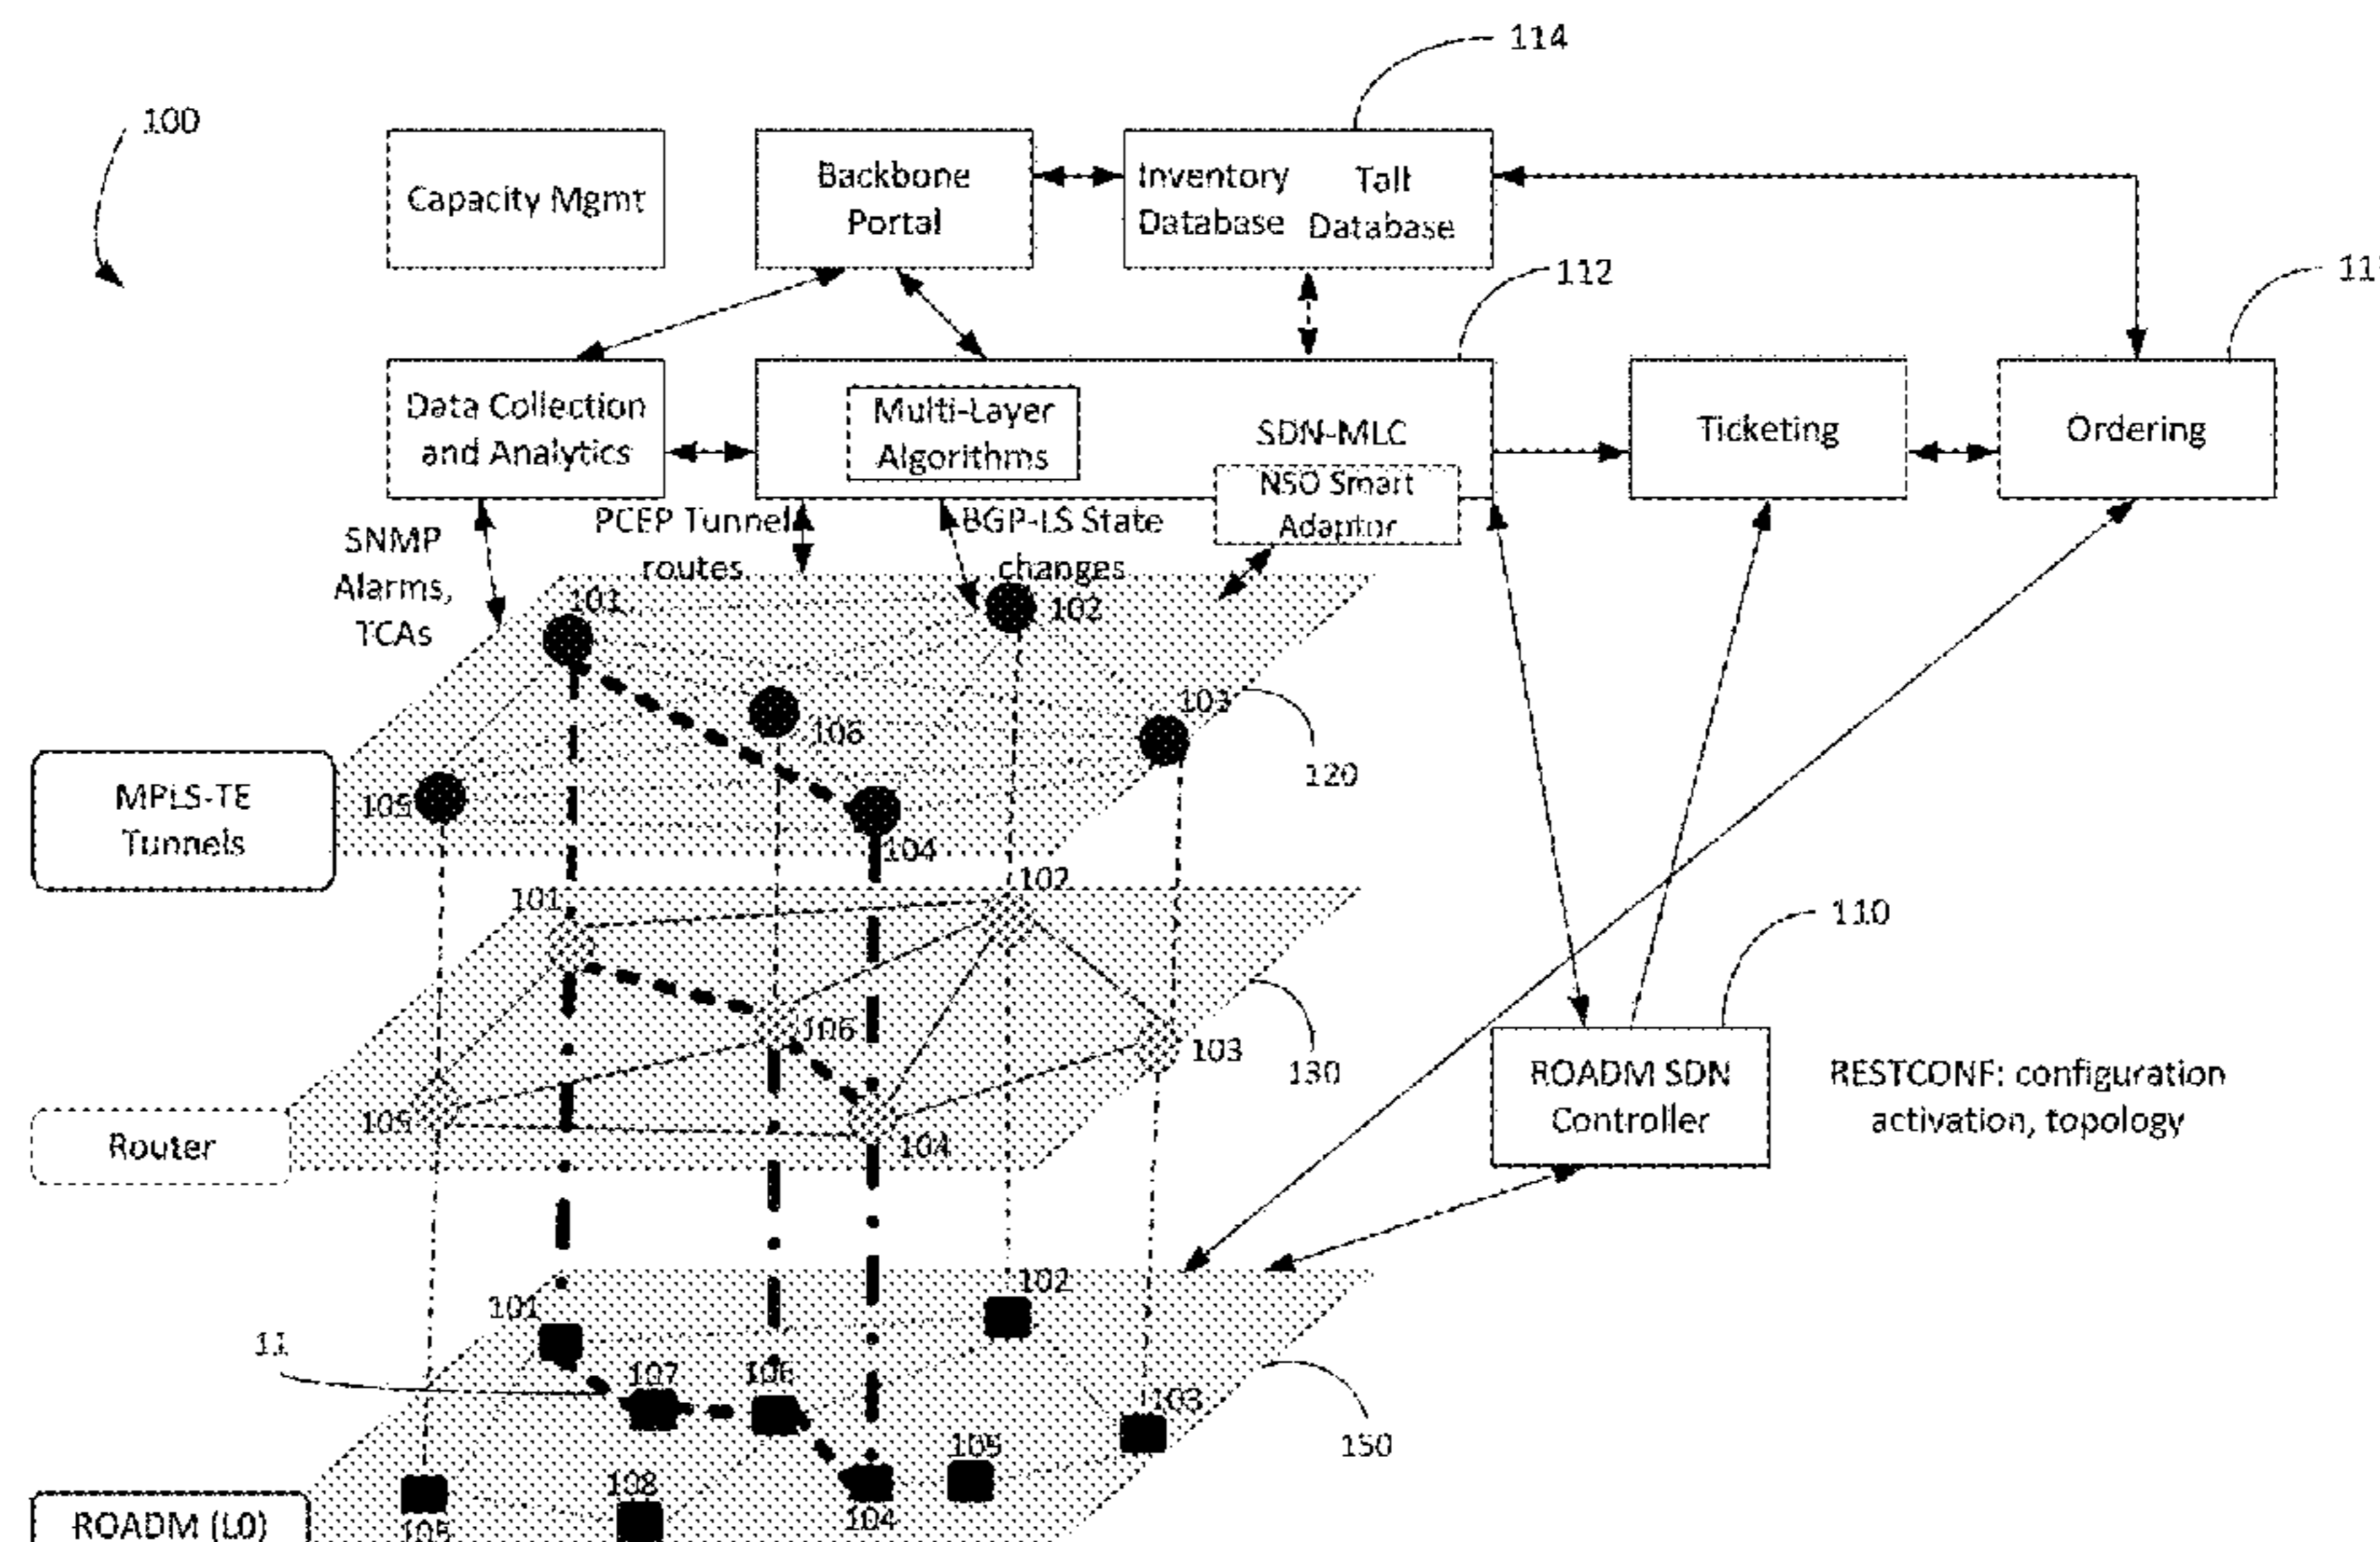 114
100
Capacity Mgmt
Backbone
Portal
Inventory
Database
Tail
Database
112
11
Data Collection
and Analytics
Multi-Layer
Algorithms
SDN-MLC
NSO Smart
Adaptor
Ticketing
Ordering
SNMP
Alarms,
TCAs
PCEP Tunnel
routes
BGP-LS State
changes
101
102
106
103
120
105
104
MPLS-TE
Tunnels
101
102
106
103
130
105
104
Router
110
ROADM SDN
Controller
RESTCONF: configuration
activation, topology
101
102
11
107
106
103
150
109
108
104
105
ROADM (L0)